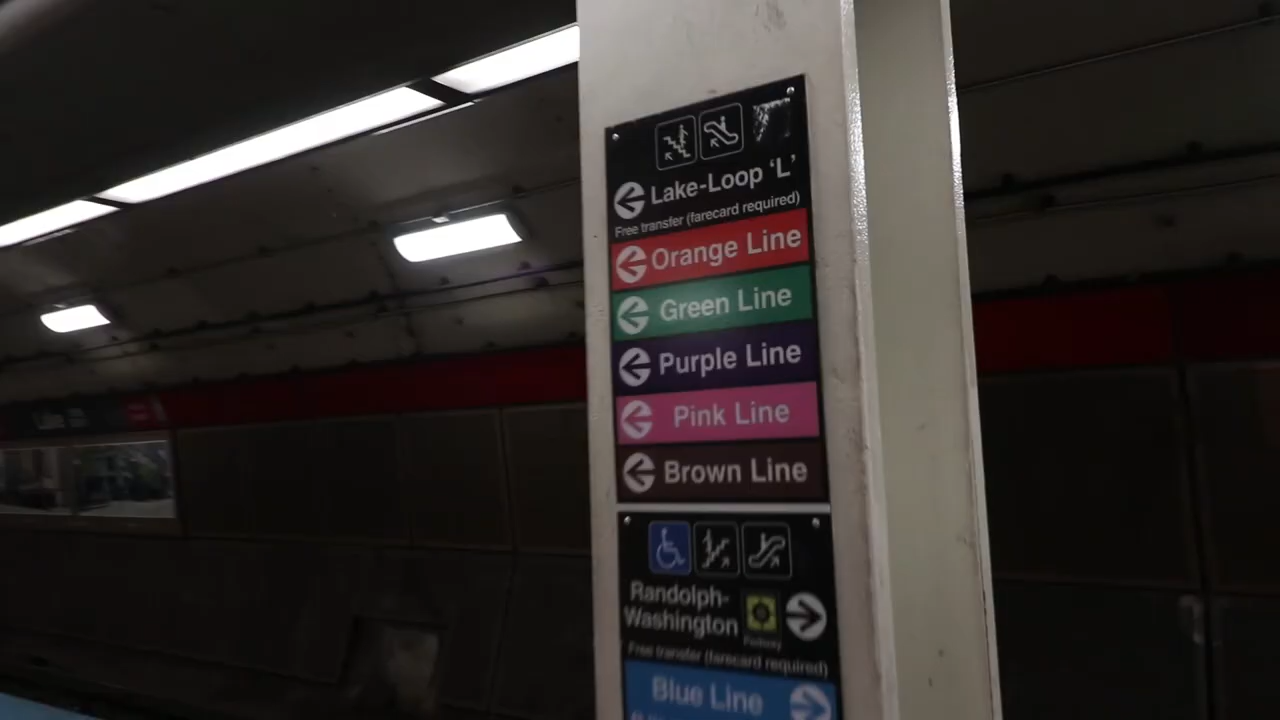 Lake-Loop ‘L’
Free transfer (farecard required)
Orange Line
Green Line
Purple Line
Pink Line
Brown Line
Randolph-
Washington
Pedway
Free transfer (farecard required)
Blue Line